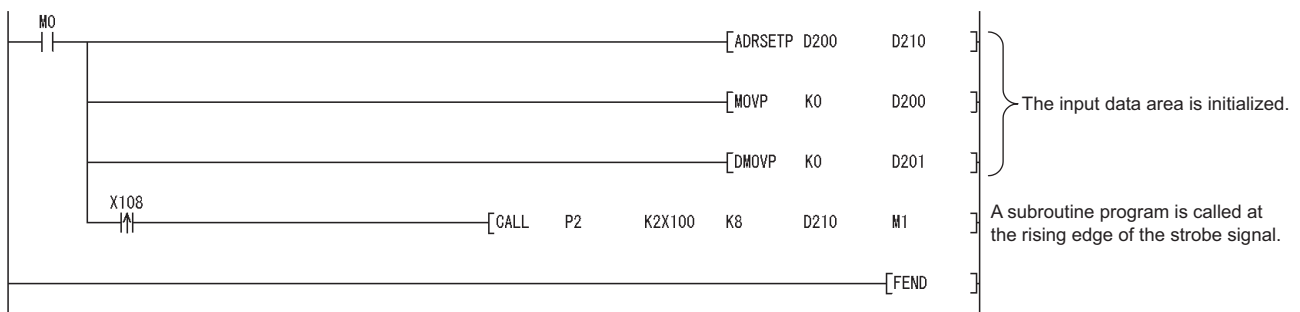 M0
ADRSETP D200 D210
MOVP K0 D200
The input data area is initialized.
DMOVP K0 D201
X108
CALL P2 K2X100 K8 D210 M1
A subroutine program is called at
the rising edge of the strobe signal.
FEND